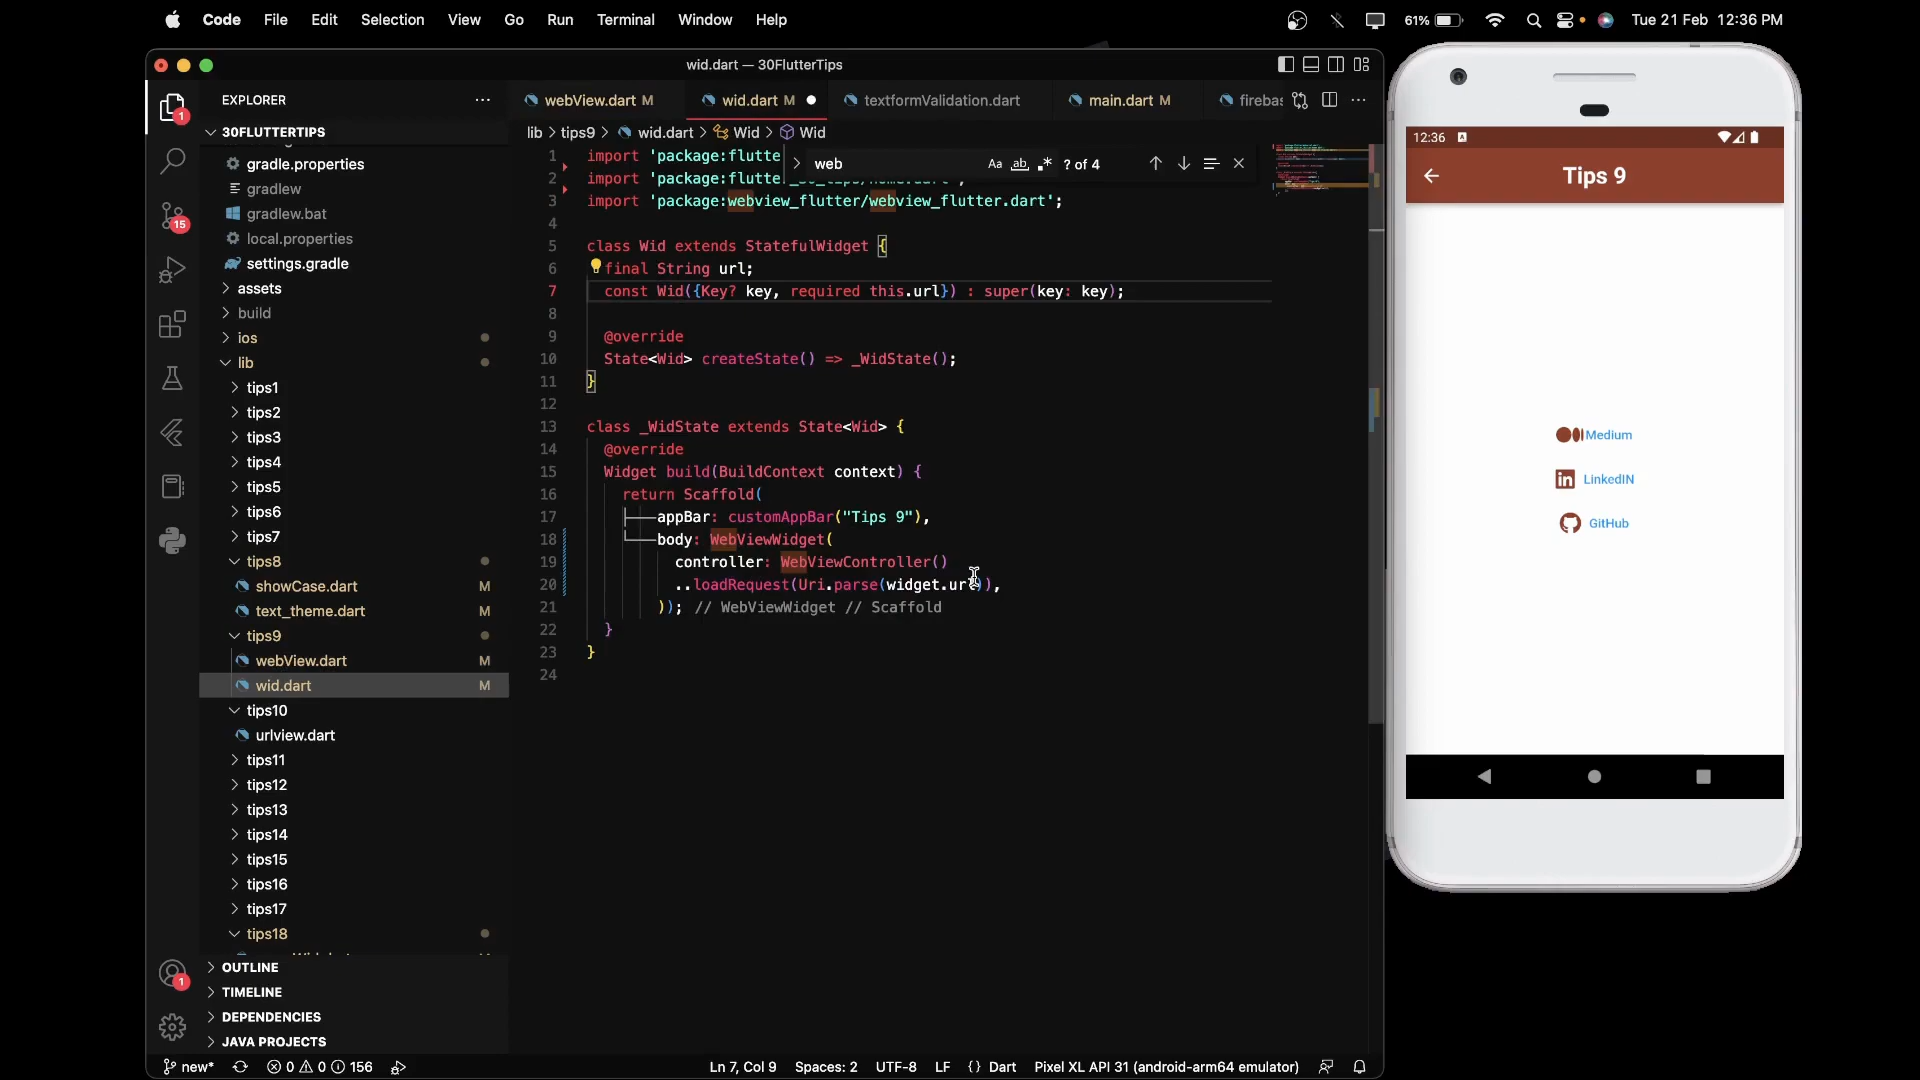 Code File Edit Selection View Go Run Terminal Window Help 61% Tue 21 Feb 12:36 PM
wid.dart — 30FlutterTips
EXPLORER
webView.dart M
wid.dart M
textformValidation.dart
main.dart M
firebas
30FLUTTERTIPS
lib > tips9 > wid.dart > Wid > Wid
web
Aa ab ? of 4
gradle.properties
gradlew
gradlew.bat
local.properties
settings.gradle
assets
build
ios
lib
tips1
tips2
tips3
tips4
tips5
tips6
tips7
tips8
showCase.dart M
text_theme.dart M
tips9
webView.dart M
wid.dart M
tips10
urlview.dart
tips11
tips12
tips13
tips14
tips15
tips16
tips17
tips18
OUTLINE
TIMELINE
DEPENDENCIES
JAVA PROJECTS
1
15
1
1 import 'package:flutte
2 import 'package:flutter
3 import 'package:webview_flutter/webview_flutter.dart';
4
5 class Wid extends StatefulWidget {
6 final String url;
7 const Wid({Key? key, required this.url}) : super(key: key);
8
9 @override
10 State<Wid> createState() => _WidState();
11 }
12
13 class _WidState extends State<Wid> {
14 @override
15 Widget build(BuildContext context) {
16 return Scaffold(
17 appBar: customAppBar("Tips 9"),
18 body: WebViewWidget(
19 controller: WebViewController()
20 ..loadRequest(Uri.parse(widget.url)),
21 )); // WebViewWidget // Scaffold
22 }
23 }
24
new* 0 0 156
Ln 7, Col 9 Spaces: 2 UTF-8 LF {} Dart Pixel XL API 31 (android-arm64 emulator)
12:36
Tips 9
Medium
LinkedIN
GitHub